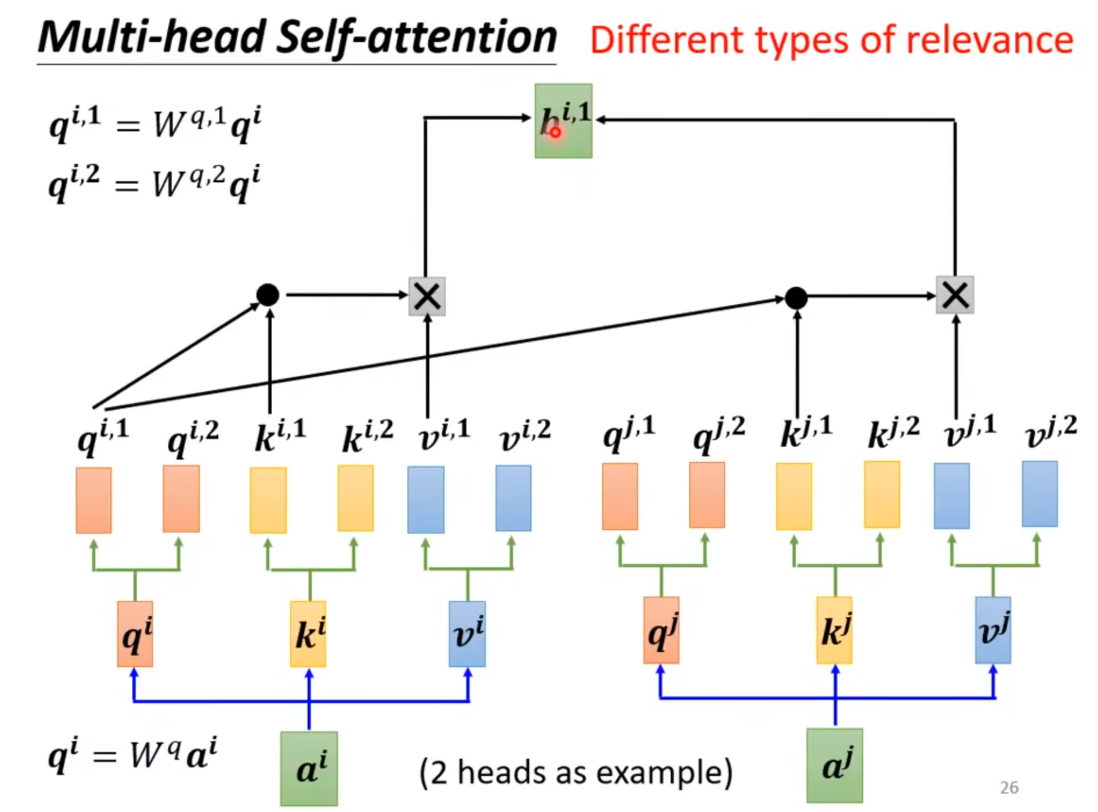 Multi-head Self-attention Different types of relevance
q^{i,1} = W^{q,1}q^{i}
b^{i,1}
q^{i,2} = W^{q,2}q^{i}
q^{i,1} q^{i,2} k^{i,1} k^{i,2} v^{i,1} v^{i,2} q^{j,1} q^{j,2} k^{j,1} k^{j,2} v^{j,1} v^{j,2}
q^{i} k^{i} v^{i} q^{j} k^{j} v^{j}
q^{i} = W^{q}a^{i}
a^{i} (2 heads as example) a^{j}
26